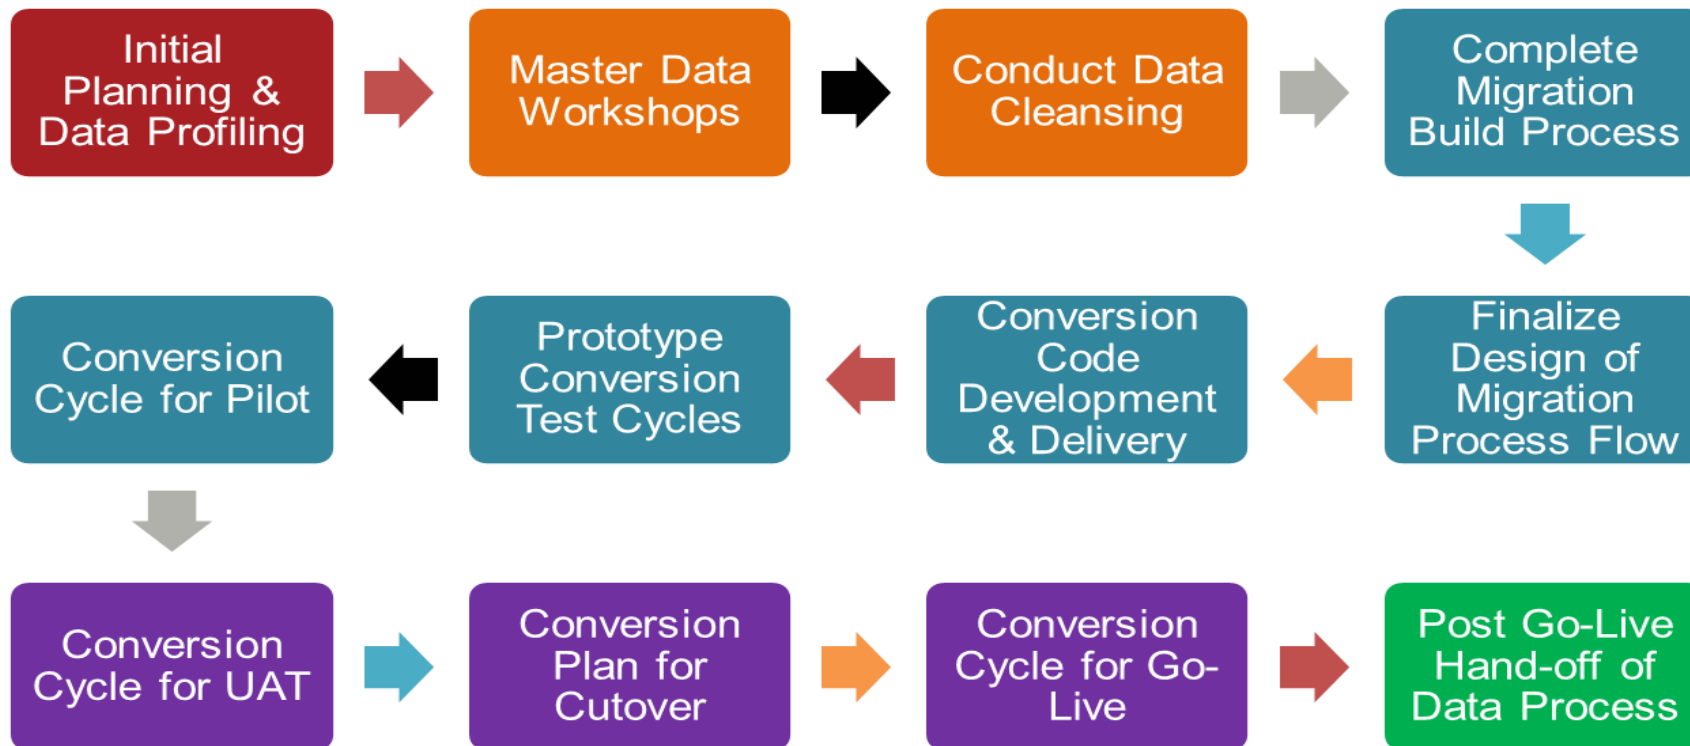 Initial
Planning &
Data Profiling
Master Data
Workshops
Conduct Data
Cleansing
Complete
Migration
Build Process
Finalize
Design of
Migration
Process Flow
Conversion
Code
Development
& Delivery
Prototype
Conversion
Test Cycles
Conversion
Cycle for Pilot
Conversion
Cycle for UAT
Conversion
Plan for
Cutover
Conversion
Cycle for Go-
Live
Post Go-Live
Hand-off of
Data Process